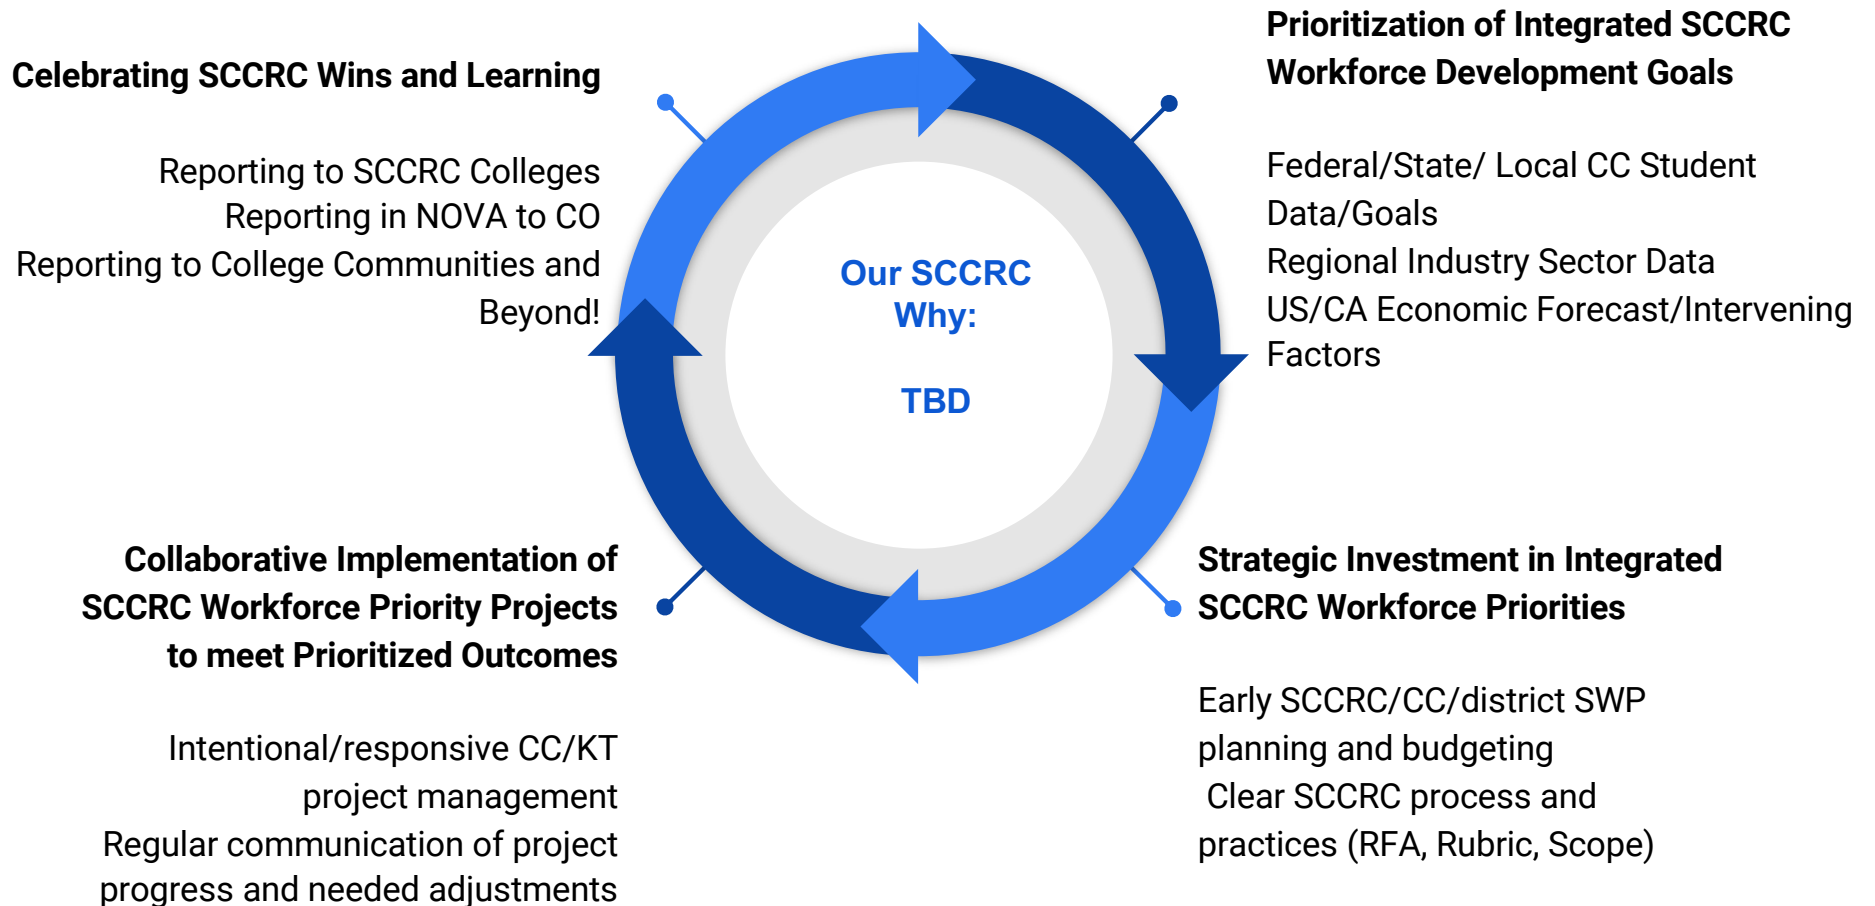 Celebrating SCCRC Wins and Learning
Reporting to SCCRC Colleges
Reporting in NOVA to CO
Reporting to College Communities and
Beyond!
Prioritization of Integrated SCCRC
Workforce Development Goals
Federal/State/ Local CC Student
Data/Goals
Regional Industry Sector Data
US/CA Economic Forecast/Intervening
Factors
Our SCCRC
Why:
TBD
Collaborative Implementation of
SCCRC Workforce Priority Projects
to meet Prioritized Outcomes
Intentional/responsive CC/KT
project management
Regular communication of project
progress and needed adjustments
Strategic Investment in Integrated
SCCRC Workforce Priorities
Early SCCRC/CC/district SWP
planning and budgeting
Clear SCCRC process and
practices (RFA, Rubric, Scope)